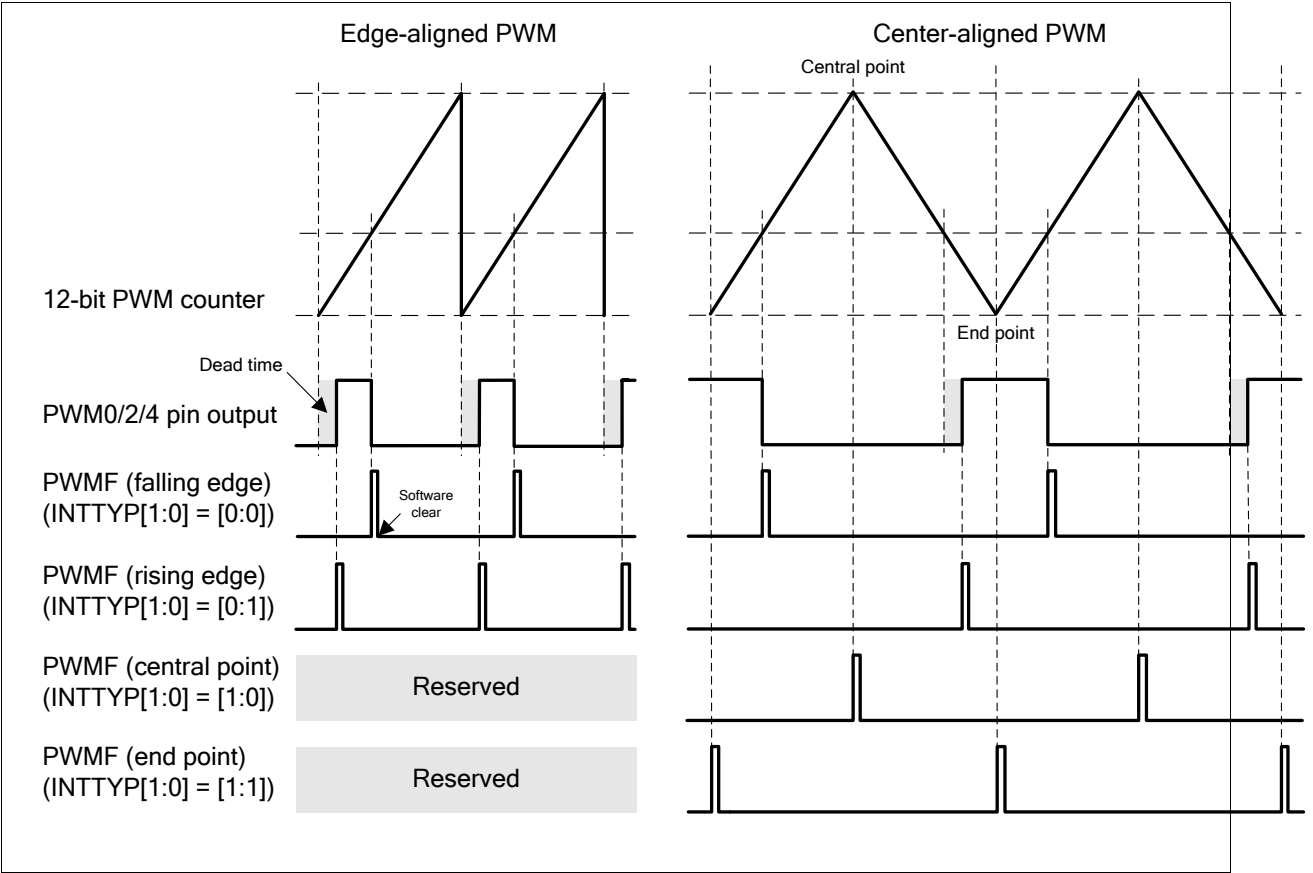 Edge-aligned PWM
Center-aligned PWM
Central point
12-bit PWM counter
End point
Dead time
PWM0/2/4 pin output
PWMF (falling edge)
(INTTYP[1:0] = [0:0])
Software
clear
PWMF (rising edge)
(INTTYP[1:0] = [0:1])
PWMF (central point)
(INTTYP[1:0] = [1:0])
Reserved
PWMF (end point)
(INTTYP[1:0] = [1:1])
Reserved